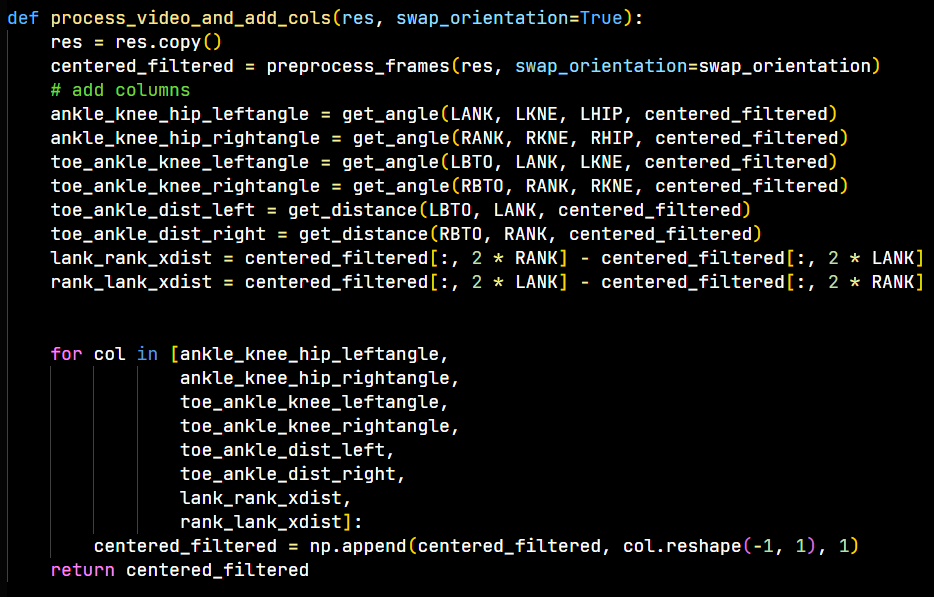 def process_video_and_add_cols(res, swap_orientation=True):
    res = res.copy()
    centered_filtered = preprocess_frames(res, swap_orientation=swap_orientation)
    # add columns
    ankle_knee_hip_leftangle = get_angle(LANK, LKNE, LHIP, centered_filtered)
    ankle_knee_hip_rightangle = get_angle(RANK, RKNE, RHIP, centered_filtered)
    toe_ankle_knee_leftangle = get_angle(LBTO, LANK, LKNE, centered_filtered)
    toe_ankle_knee_rightangle = get_angle(RBTO, RANK, RKNE, centered_filtered)
    toe_ankle_dist_left = get_distance(LBTO, LANK, centered_filtered)
    toe_ankle_dist_right = get_distance(RBTO, RANK, centered_filtered)
    lank_rank_xdist = centered_filtered[:, 2 * RANK] - centered_filtered[:, 2 * LANK]
    rank_lank_xdist = centered_filtered[:, 2 * LANK] - centered_filtered[:, 2 * RANK]
    for col in [ankle_knee_hip_leftangle,
                ankle_knee_hip_rightangle,
                toe_ankle_knee_leftangle,
                toe_ankle_knee_rightangle,
                toe_ankle_dist_left,
                toe_ankle_dist_right,
                lank_rank_xdist,
                rank_lank_xdist]:
        centered_filtered = np.append(centered_filtered, col.reshape(-1, 1), 1)
    return centered_filtered